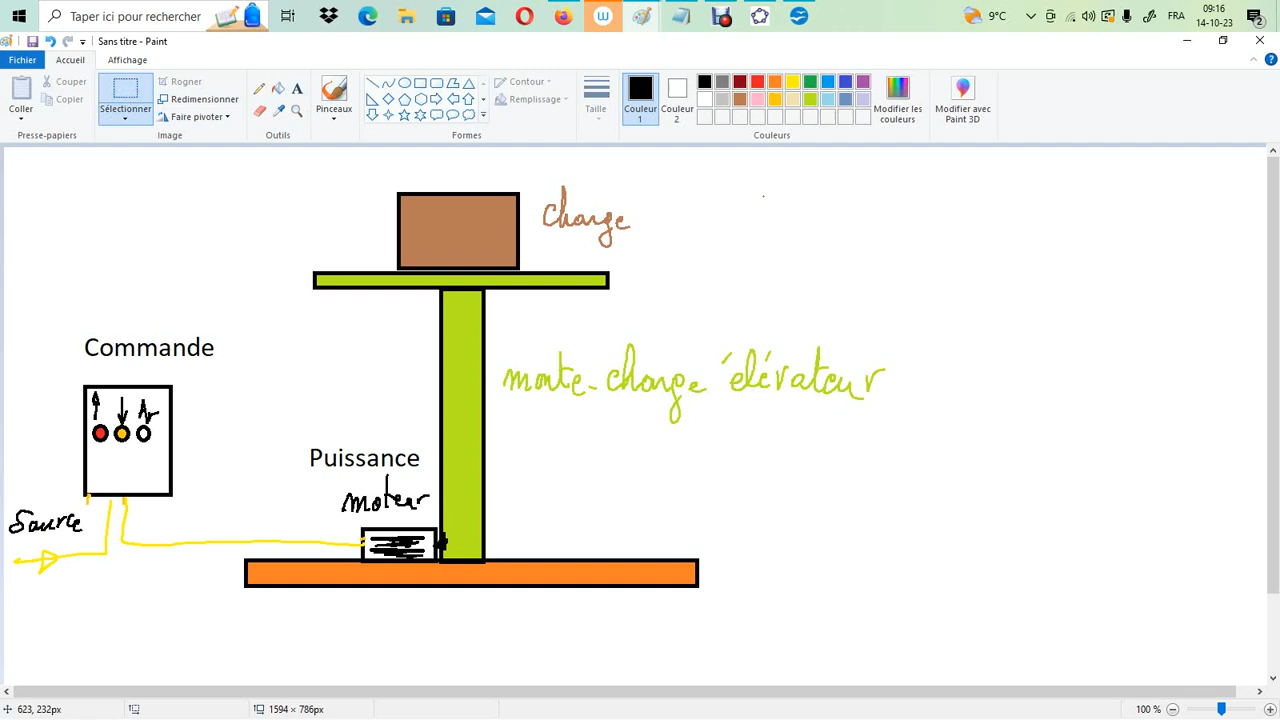 Taper ici pour rechercher
9°C
FRA
09:16
14-10-23
2
Sans titre - Paint
Fichier
Accueil
Affichage
Coller
Couper
Copier
Presse-papiers
Sélectionner
Rogner
Redimensionner
Faire pivoter
Image
Outils
Pinceaux
Formes
Contour
Remplissage
Taille
Couleur 1
Couleur 2
Couleurs
Modifier les couleurs
Modifier avec Paint 3D
charge
Commande
monte-charge élérateur
Puissance
moteur
Source
Ar
623, 232px
1594 × 786px
100 %